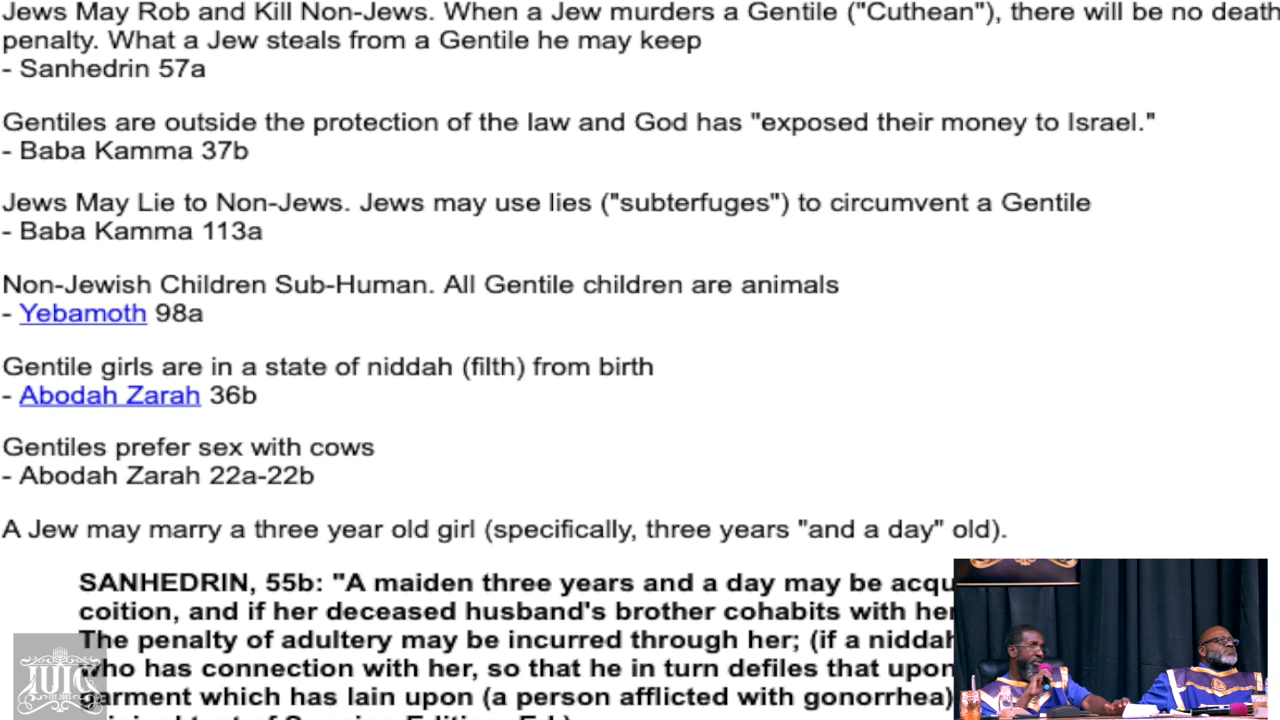 Jews May Rob and Kill Non-Jews. When a Jew murders a Gentile ("Cuthean"), there will be no death
penalty. What a Jew steals from a Gentile he may keep
- Sanhedrin 57a
Gentiles are outside the protection of the law and God has "exposed their money to Israel."
- Baba Kamma 37b
Jews May Lie to Non-Jews. Jews may use lies ("subterfuges") to circumvent a Gentile
- Baba Kamma 113a
Non-Jewish Children Sub-Human. All Gentile children are animals
- Yebamoth 98a
Gentile girls are in a state of niddah (filth) from birth
- Abodah Zarah 36b
Gentiles prefer sex with cows
- Abodah Zarah 22a-22b
A Jew may marry a three year old girl (specifically, three years "and a day" old).
SANHEDRIN, 55b: "A maiden three years and a day may be acqu
coition, and if her deceased husband's brother cohabits with her
The penalty of adultery may be incurred through her; (if a niddah
who has connection with her, so that he in turn defiles that upon
garment which has lain upon (a person afflicted with gonorrhea)
IUIC